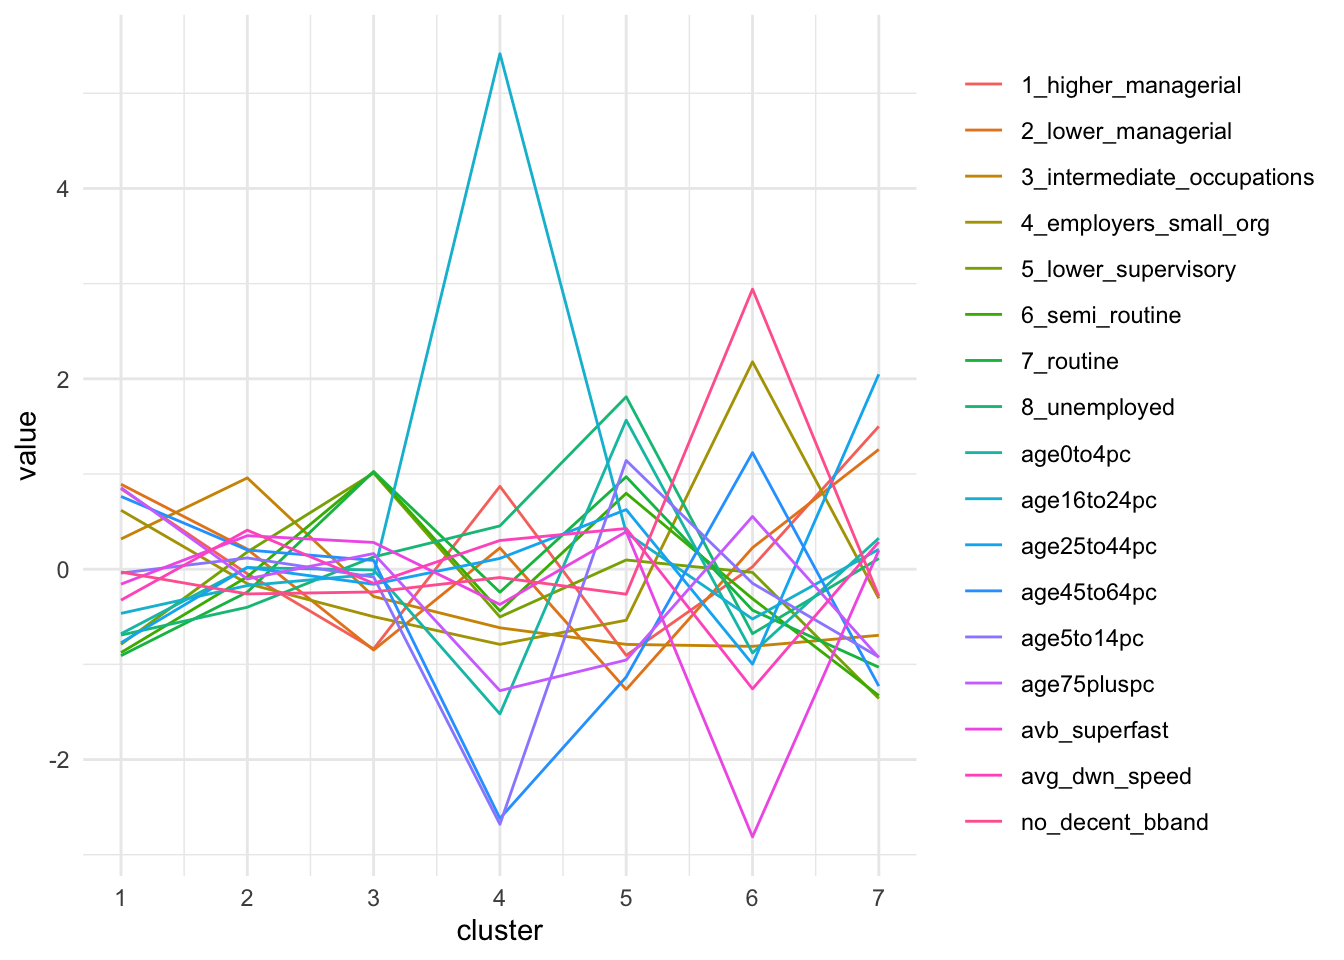 4
2
0
-2
value
1
2
3
4
5
6
7
cluster
1_higher_managerial
2_lower_managerial
3_intermediate_occupations
4_employers_small_org
5_lower_supervisory
6_semi_routine
7_routine
8_unemployed
age0to4pc
age16to24pc
age25to44pc
age45to64pc
age5to14pc
age75pluspc
avb_superfast
avg_dwn_speed
no_decent_bband